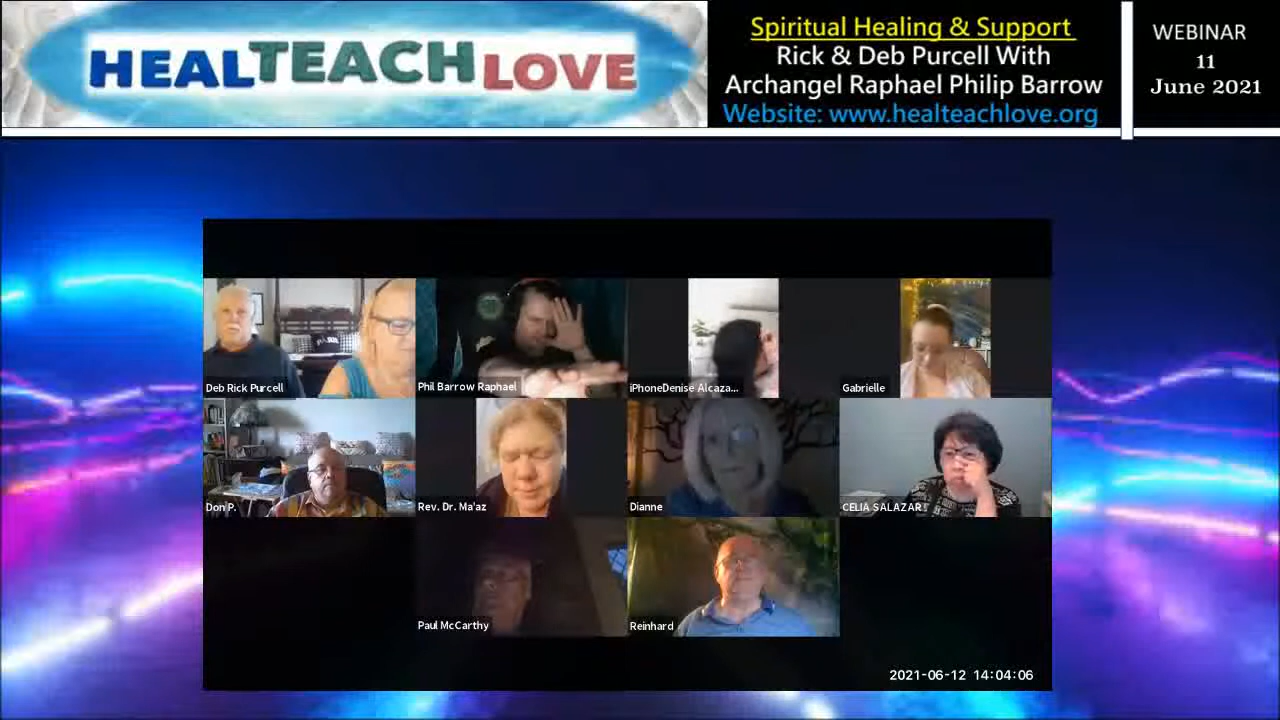 HEALTEACHLOVE
Spiritual Healing & Support
Rick & Deb Purcell With
Archangel Raphael Philip Barrow
Website: www.healteachlove.org
WEBINAR
11
June 2021
Deb Rick Purcell
Phil Barrow Raphael
iPhoneDenise Alcaza...
Gabrielle
Don P.
Rev. Dr. Ma'az
Dianne
CELIA SALAZAR
Paul McCarthy
Reinhard
2021-06-12 14:04:06